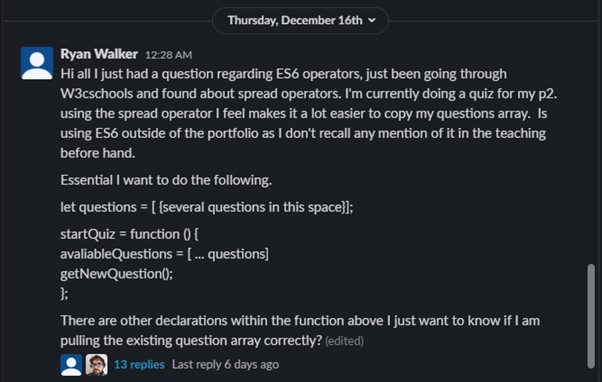 Thursday, December 16th
Ryan Walker 12:28 AM
Hi all I just had a question regarding ES6 operators, just been going through
W3cschools and found about spread operators. I'm currently doing a quiz for my p2.
using the spread operator I feel makes it a lot easier to copy my questions array. Is
using ES6 outside of the portfolio as I don't recall any mention of it in the teaching
before hand.
Essential I want to do the following.
let questions = [ {several questions in this space}];
startQuiz = function () {
avaliableQuestions = [ ... questions]
getNewQuestion();
};
There are other declarations within the function above I just want to know if I am
pulling the existing question array correctly? (edited)
13 replies Last reply 6 days ago